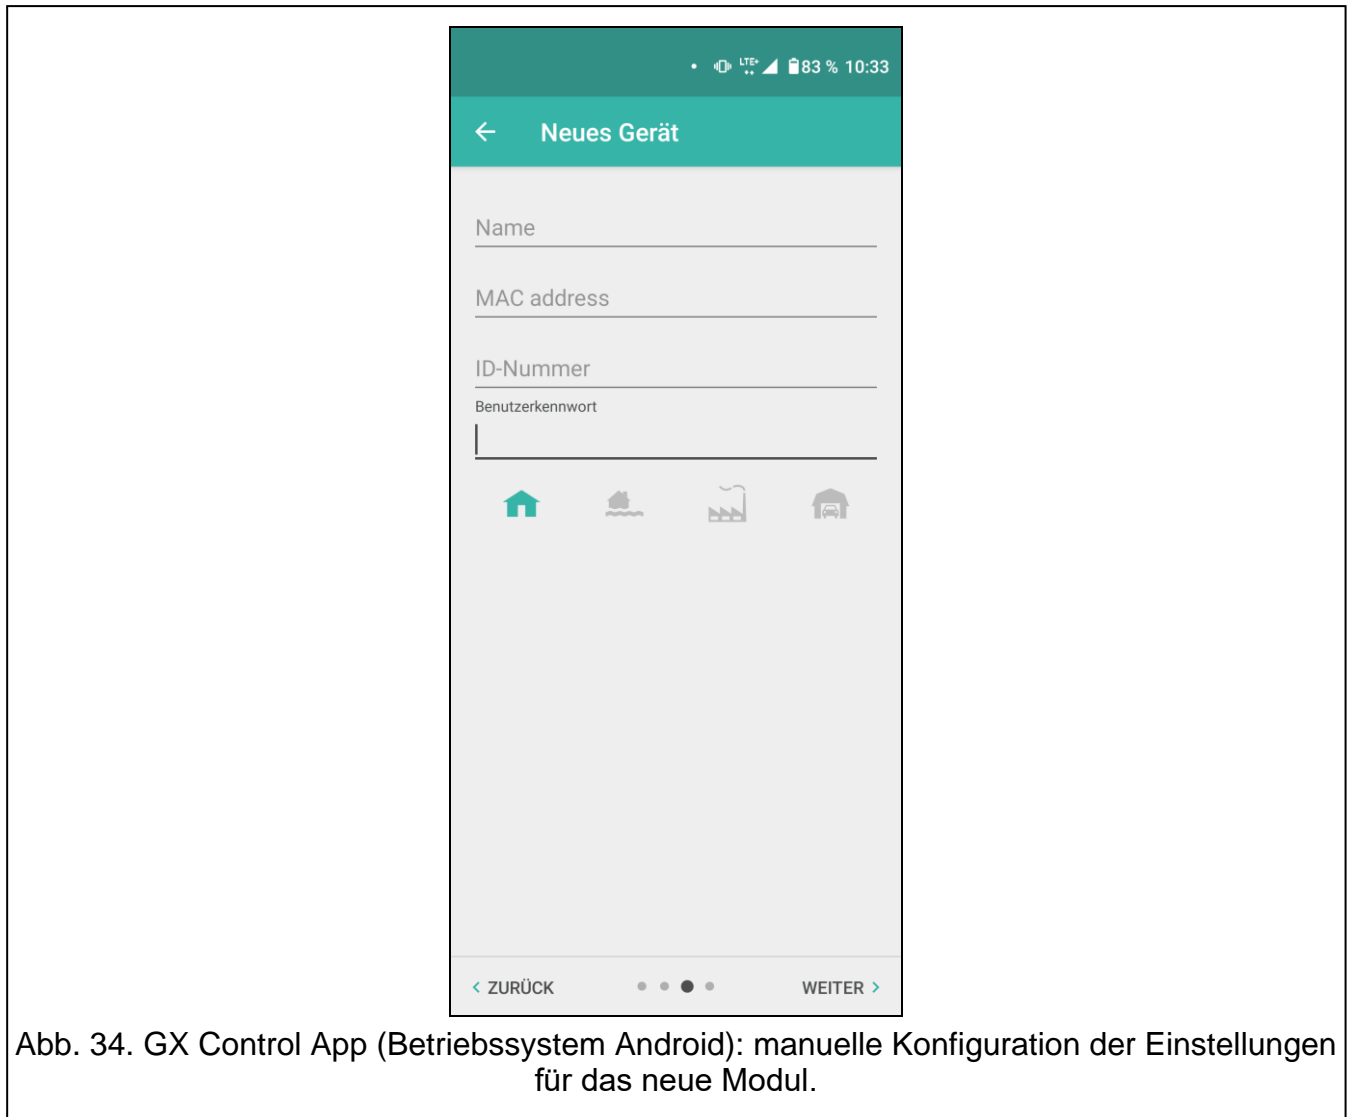 LTE+ 83 % 10:33
Neues Gerät
Name
MAC address
ID-Nummer
Benutzerkennwort
ZURÜCK WEITER
Abb. 34. GX Control App (Betriebssystem Android): manuelle Konfiguration der Einstellungen
für das neue Modul.